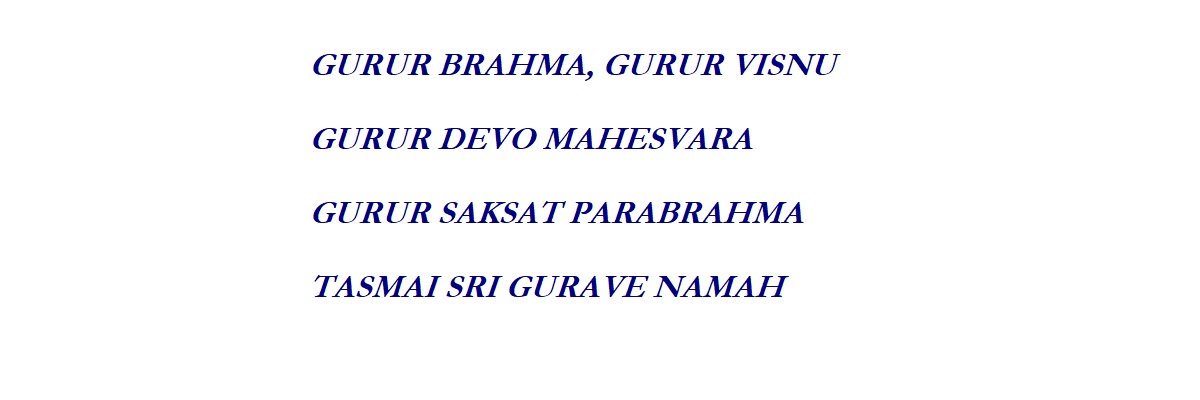 GURUR BRAHMA, GURUR VISNU
GURUR DEVO MAHESVARA
GURUR SAKSAT PARABRAHMA
TASMAI SRI GURAVE NAMAH